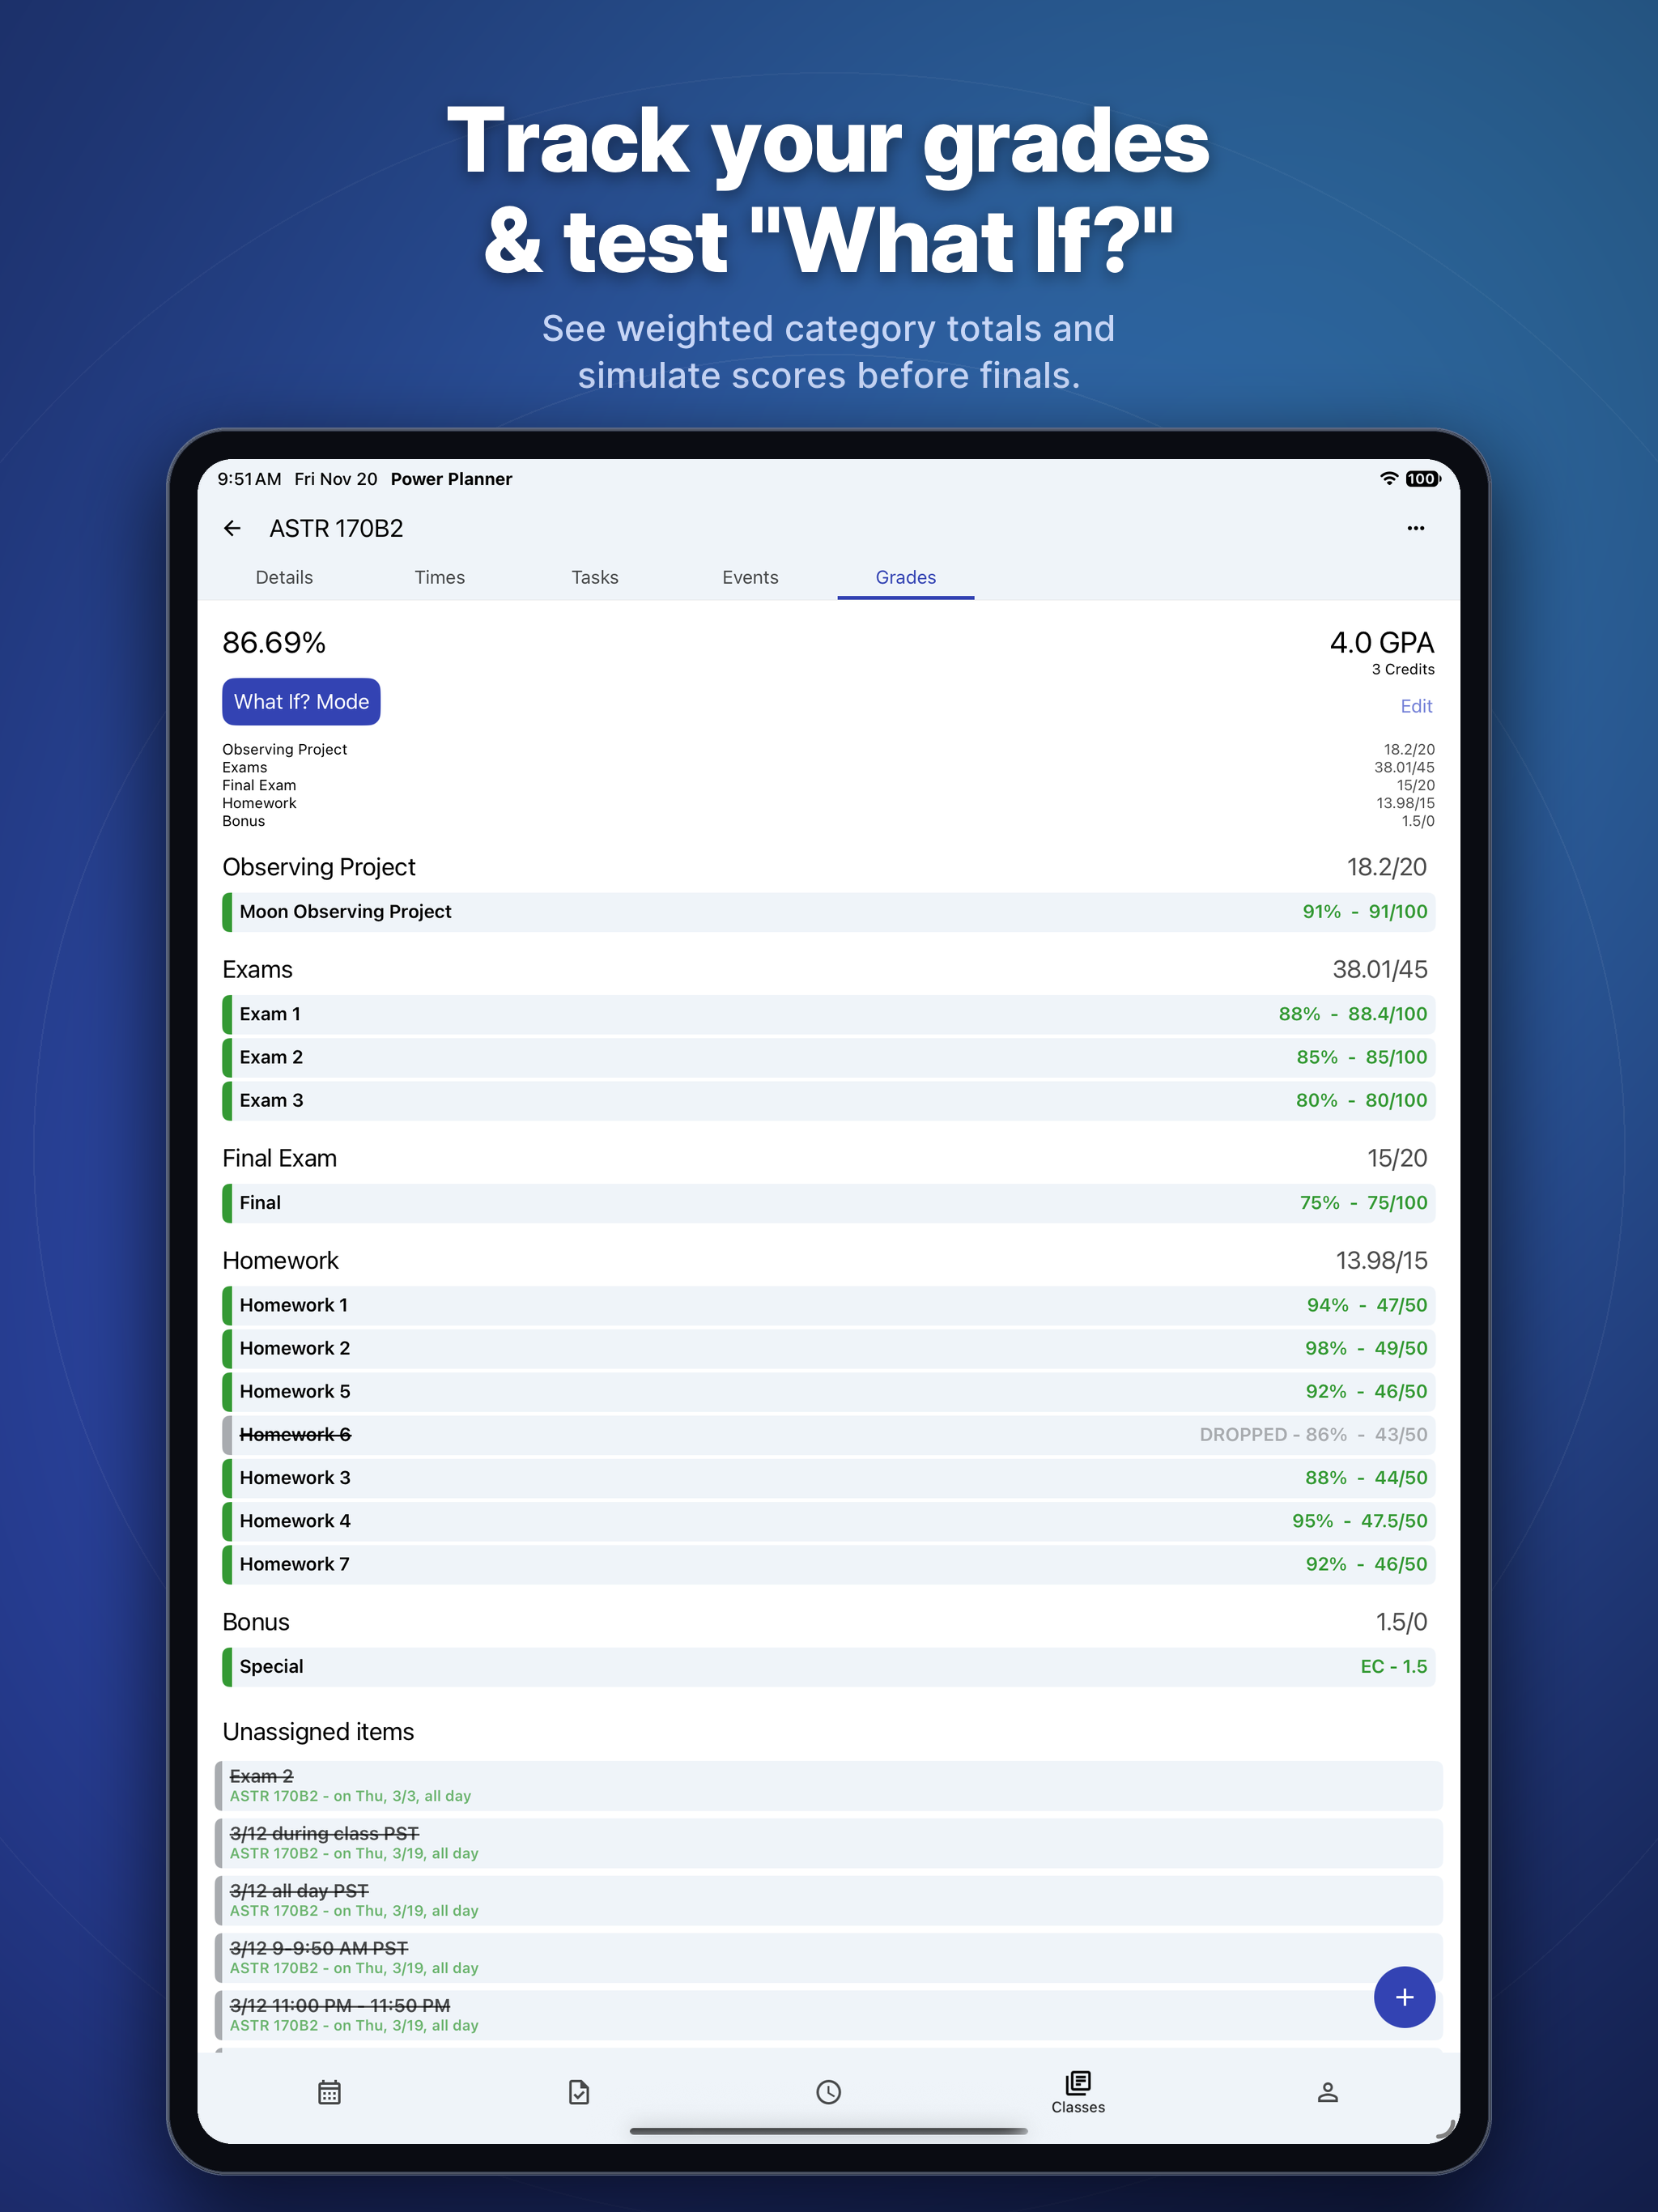 Track your grades
& test "What If?"
See weighted category totals and
simulate scores before finals.
9:51 AM Fri Nov 20 Power Planner 100
ASTR 170B2
Details Times Tasks Events Grades
86.69% 4.0 GPA
3 Credits
What If? Mode Edit
Observing Project 18.2/20
Exams 38.01/45
Final Exam 15/20
Homework 13.98/15
Bonus 1.5/0
Observing Project 18.2/20
Moon Observing Project 91% - 91/100
Exams 38.01/45
Exam 1 88% - 88.4/100
Exam 2 85% - 85/100
Exam 3 80% - 80/100
Final Exam 15/20
Final 75% - 75/100
Homework 13.98/15
Homework 1 94% - 47/50
Homework 2 98% - 49/50
Homework 5 92% - 46/50
Homework 6 DROPPED - 86% - 43/50
Homework 3 88% - 44/50
Homework 4 95% - 47.5/50
Homework 7 92% - 46/50
Bonus 1.5/0
Special EC - 1.5
Unassigned items
Exam 2
ASTR 170B2 - on Thu, 3/3, all day
3/12 during class PST
ASTR 170B2 - on Thu, 3/19, all day
3/12 all day PST
ASTR 170B2 - on Thu, 3/19, all day
3/12 9-9:50 AM PST
ASTR 170B2 - on Thu, 3/19, all day
3/12 11:00 PM - 11:50 PM
ASTR 170B2 - on Thu, 3/19, all day
Classes